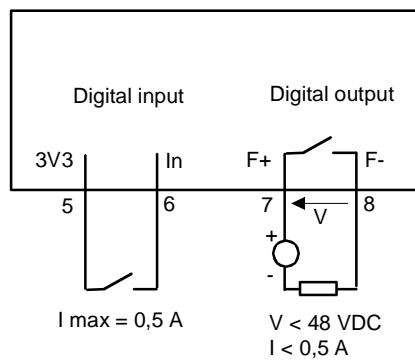 Digital input
Digital output
3V3 In F+ F-
5 6 7 V 8
+
-
I max = 0,5 A
V < 48 VDC
I < 0,5 A